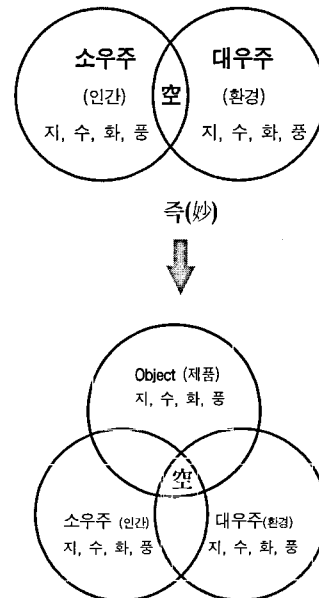 소우주 대우주
(인간) 空 (환경)
지, 수, 화, 풍 지, 수, 화, 풍
즉(妙)
Object (제품)
지, 수, 화, 풍
空
소우주 (인간) 대우주(환경)
지, 수, 화, 풍 지, 수, 화, 풍